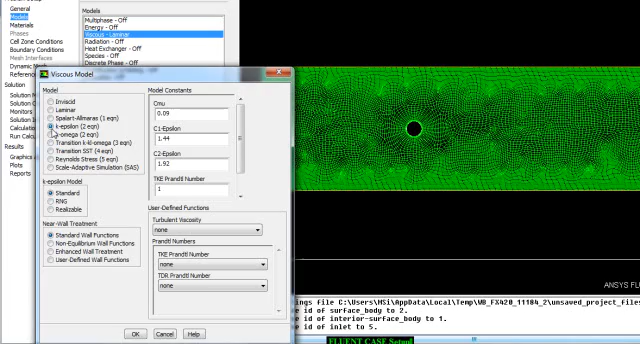 General
Models
Materials
Phases
Cell Zone Conditions
Boundary Conditions
Mesh Interfaces
Dynamic Mesh
Reference
Solution
Solution M
Solution C
Monitors
Solution I
Calculatio
Run Calcu
Results
Graphics a
Plots
Reports
Models
Multiphase - Off
Energy - Off
Viscous - Laminar
Radiation - Off
Heat Exchanger - Off
Species - Off
Discrete Phase - Off
Viscous Model
Model
Inviscid
Laminar
Spalart-Allmaras (1 eqn)
k-epsilon (2 eqn)
k-omega (2 eqn)
Transition k-kl-omega (3 eqn)
Transition SST (4 eqn)
Reynolds Stress (5 eqn)
Scale-Adaptive Simulation (SAS)
k-epsilon Model
Standard
RNG
Realizable
Near-Wall Treatment
Standard Wall Functions
Non-Equilibrium Wall Functions
Enhanced Wall Treatment
User-Defined Wall Functions
Model Constants
Cmu
0.09
C1-Epsilon
1.44
C2-Epsilon
1.92
TKE Prandtl Number
1
User-Defined Functions
Turbulent Viscosity
none
Prandtl Numbers
TKE Prandtl Number
none
TDR Prandtl Number
none
OK Cancel Help
ANSYS FLU
ings file C:\Users\MSi\AppData\Local\Temp\WB_FX420_11184_2\unsaved_project_files
e id of surface_body to 2.
e id of interior-surface_body to 1.
e id of inlet to 5.
FLUENT CASE Setup1